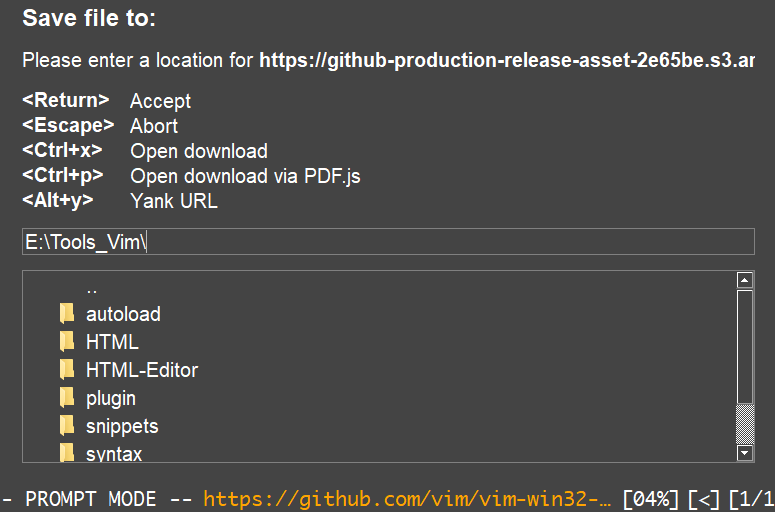 Save file to:
Please enter a location for https://github-production-release-asset-2e65be.s3.ar
<Return> Accept
<Escape> Abort
<Ctrl+x> Open download
<Ctrl+p> Open download via PDF.js
<Alt+y> Yank URL
E:\Tools_Vim\
..
autoload
HTML
HTML-Editor
plugin
snippets
syntax
- PROMPT MODE -- https://github.com/vim/vim-win32-… [04%] [<] [1/1